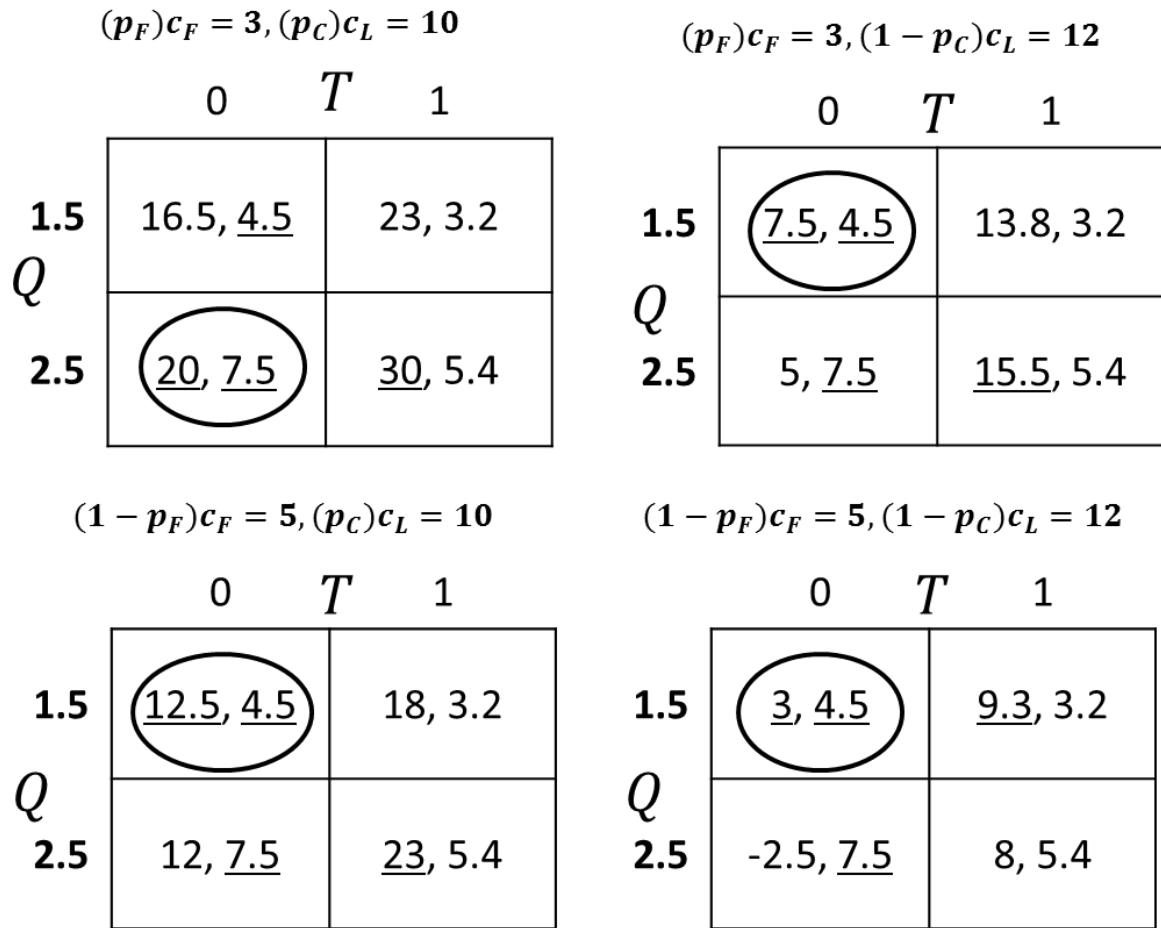 (p_F)c_F = 3, (p_C)c_L = 10
0 T 1
1.5 16.5, 4.5 23, 3.2
Q
2.5 20, 7.5 30, 5.4
(p_F)c_F = 3, (1 − p_C)c_L = 12
0 T 1
1.5 7.5, 4.5 13.8, 3.2
Q
2.5 5, 7.5 15.5, 5.4
(1 − p_F)c_F = 5, (p_C)c_L = 10
0 T 1
1.5 12.5, 4.5 18, 3.2
Q
2.5 12, 7.5 23, 5.4
(1 − p_F)c_F = 5, (1 − p_C)c_L = 12
0 T 1
1.5 3, 4.5 9.3, 3.2
Q
2.5 -2.5, 7.5 8, 5.4